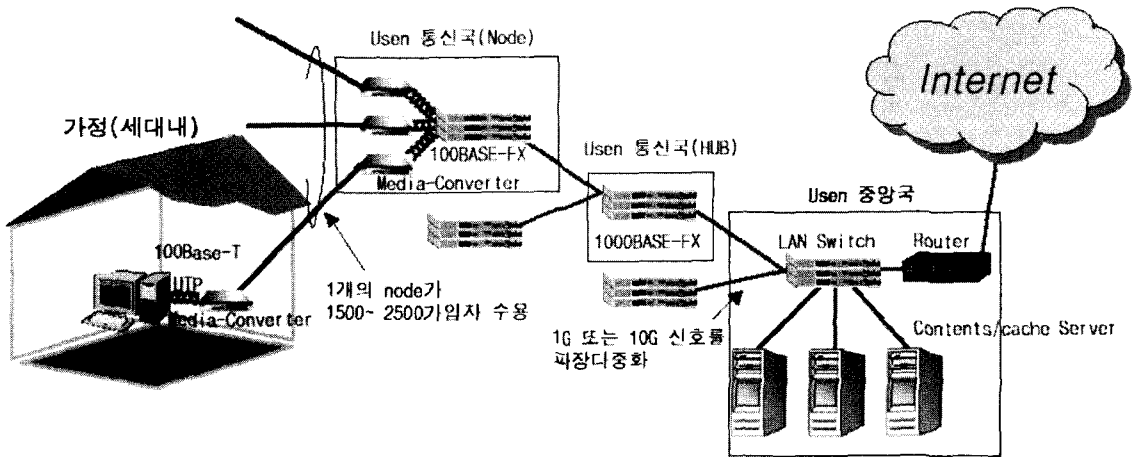 Usen 통신국(Node)
Internet
가정(세대내)
100BASE-FX
Media-Converter
Usen 통신국(HUB)
1000BASE-FX
Usen 중앙국
LAN Switch
Router
100Base-T
UTP
Media-Converter
1개의 node가
1500~ 2500가입자 수용
1G 또는 10G 신호를
파장다중화
Contents/cache Server